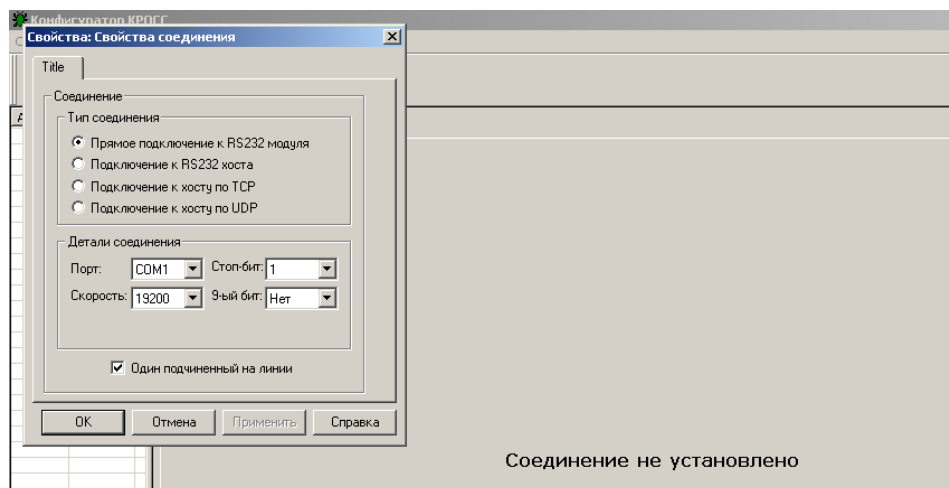 Конфигуратор КРОСС
Свойства: Свойства соединения
Title
Соединение
Тип соединения
Прямое подключение к RS232 модуля
Подключение к RS232 хоста
Подключение к хосту по TCP
Подключение к хосту по UDP
Детали соединения
Порт: COM1 Стоп-бит: 1
Скорость: 19200 9-ый бит: Нет
Один подчиненный на линии
OK Отмена Применить Справка
Соединение не установлено